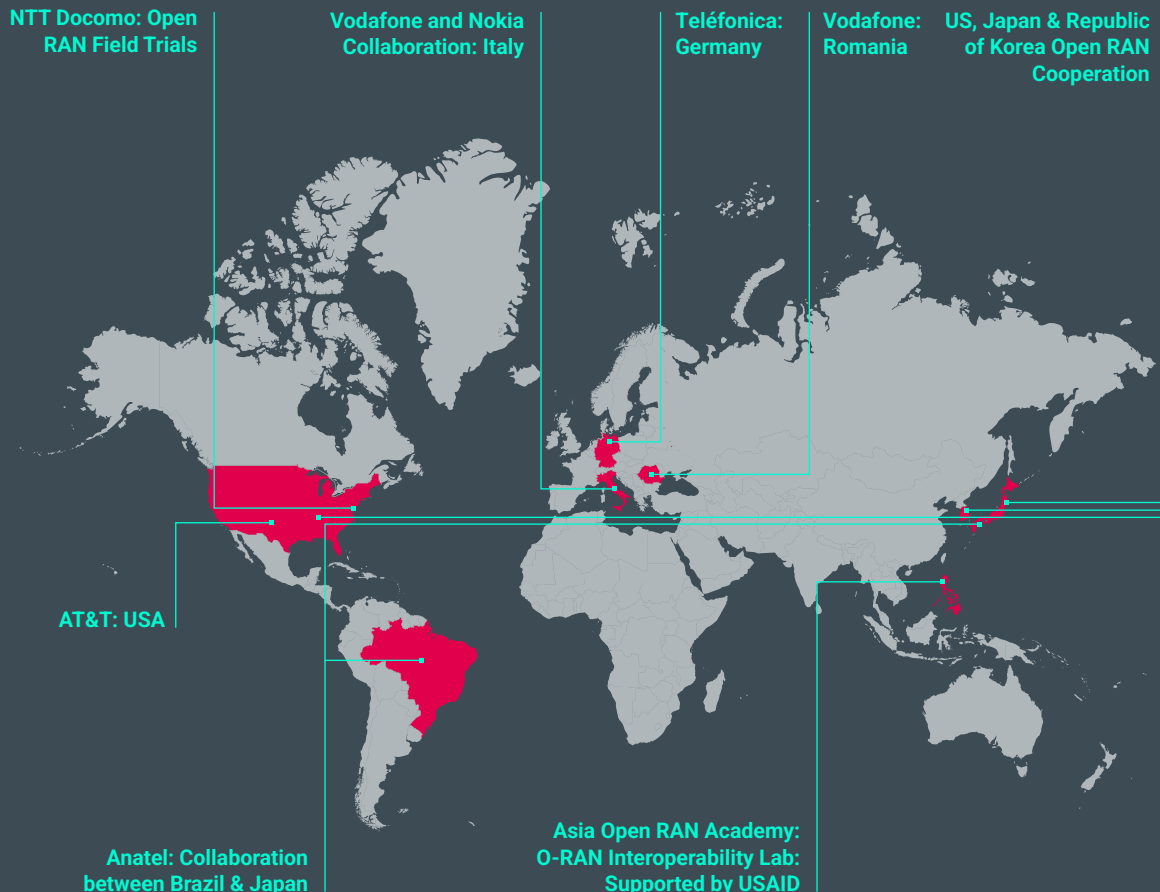 NTT Docomo: Open
RAN Field Trials
Vodafone and Nokia
Collaboration: Italy
Teléfonica:
Germany
Vodafone:
Romania
US, Japan & Republic
of Korea Open RAN
Cooperation
AT&T: USA
Anatel: Collaboration
between Brazil & Japan
Asia Open RAN Academy:
O-RAN Interoperability Lab:
Supported by USAID